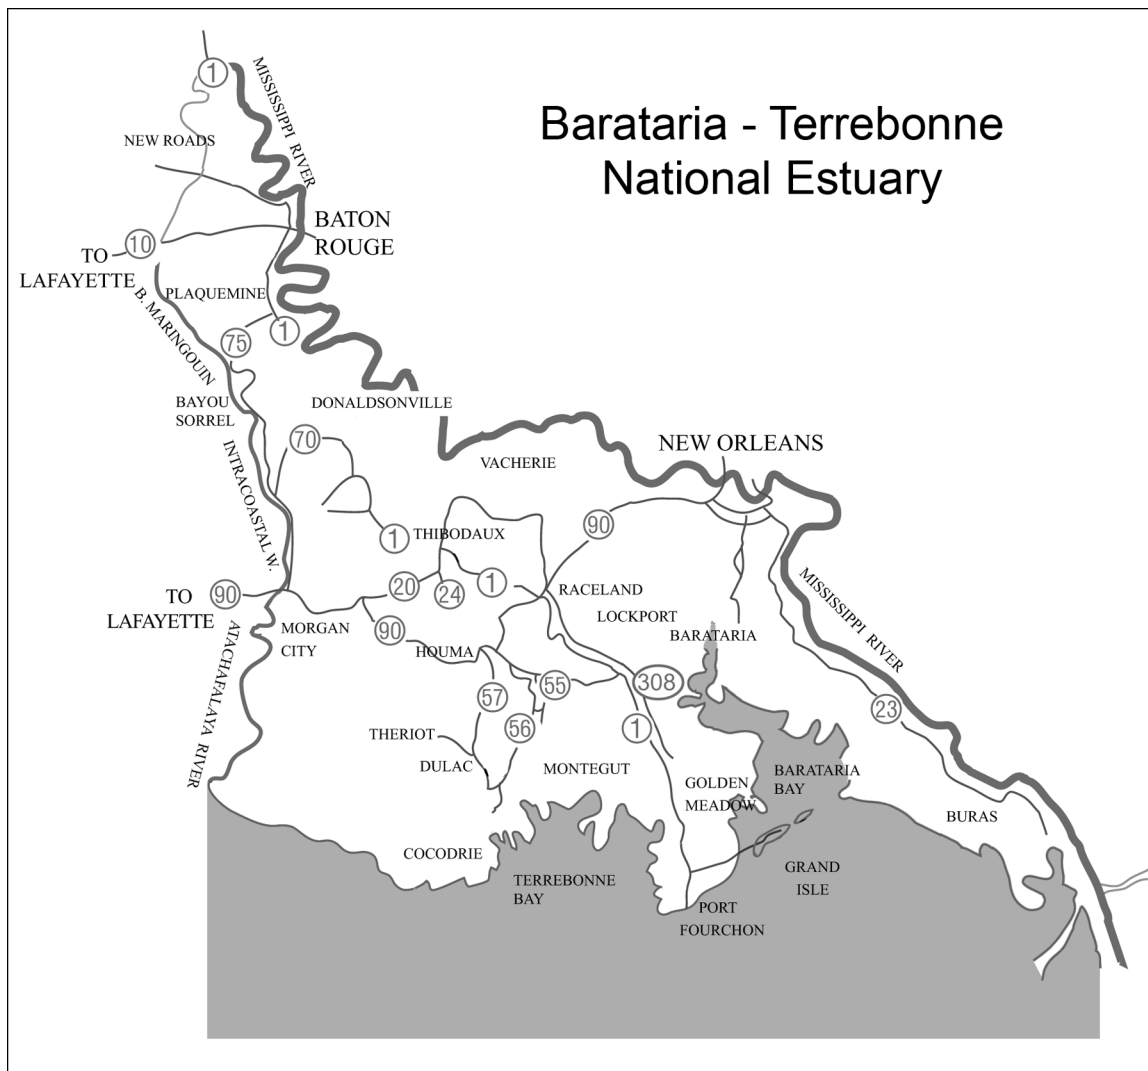 Barataria - Terrebonne
National Estuary
1
MISSISSIPPI RIVER
NEW ROADS
BATON
ROUGE
10
TO
LAFAYETTE
PLAQUEMINE
B. MARINGOUIN
75
1
BAYOU
SORREL
DONALDSONVILLE
70
INTRACOASTAL W.
VACHERIE
NEW ORLEANS
90
1
THIBODAUX
20
24
1
RACELAND
LOCKPORT
BARATARIA
MISSISSIPPI RIVER
TO
LAFAYETTE
90
MORGAN
CITY
90
HOUMA
ATACHAFALAYA RIVER
57
55
56
308
1
23
THERIOT
DULAC
MONTEGUT
GOLDEN
MEADOW
BARATARIA
BAY
BURAS
COCODRIE
TERREBONNE
BAY
GRAND
ISLE
PORT
FOURCHON